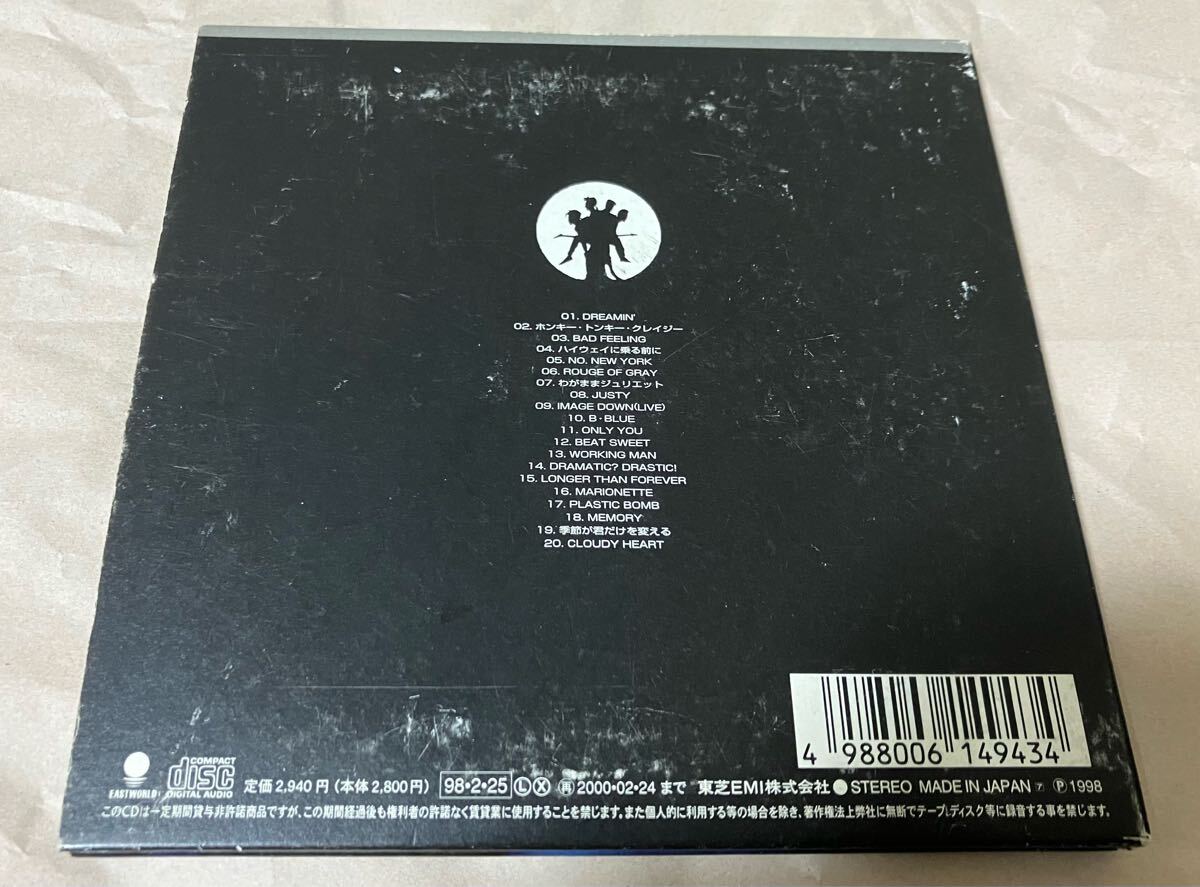 01. DREAMIN'
02. ホンキー・トンキー・クレイジー
03. BAD FEELING
04. ハイウェイに乗る前に
05. NO. NEW YORK
06. ROUGE OF GRAY
07. わがままジュリエット
08. JUSTY
09. IMAGE DOWN(LIVE)
10. B・BLUE
11. ONLY YOU
12. BEAT SWEET
13. WORKING MAN
14. DRAMATIC? DRASTIC!
15. LONGER THAN FOREVER
16. MARIONETTE
17. PLASTIC BOMB
18. MEMORY
19. 季節が君だけを変える
20. CLOUDY HEART
4 988006 149434
EASTWORLD
COMPACT disc DIGITAL AUDIO
定価 2,940 円 (本体 2,800円) 98・2・25 Ⓛ Ⓧ 再 2000・02・24 まで 東芝EMI株式会社 ● STEREO MADE IN JAPAN ア Ⓟ 1998
このCDは一定期間貸与非許諾商品ですが、この期間経過後も権利者の許諾なく賃貸業に使用することを禁じます。また個人的に利用する等の場合を除き、著作権法上弊社に無断でテープ、ディスク等に録音する事を禁じます。